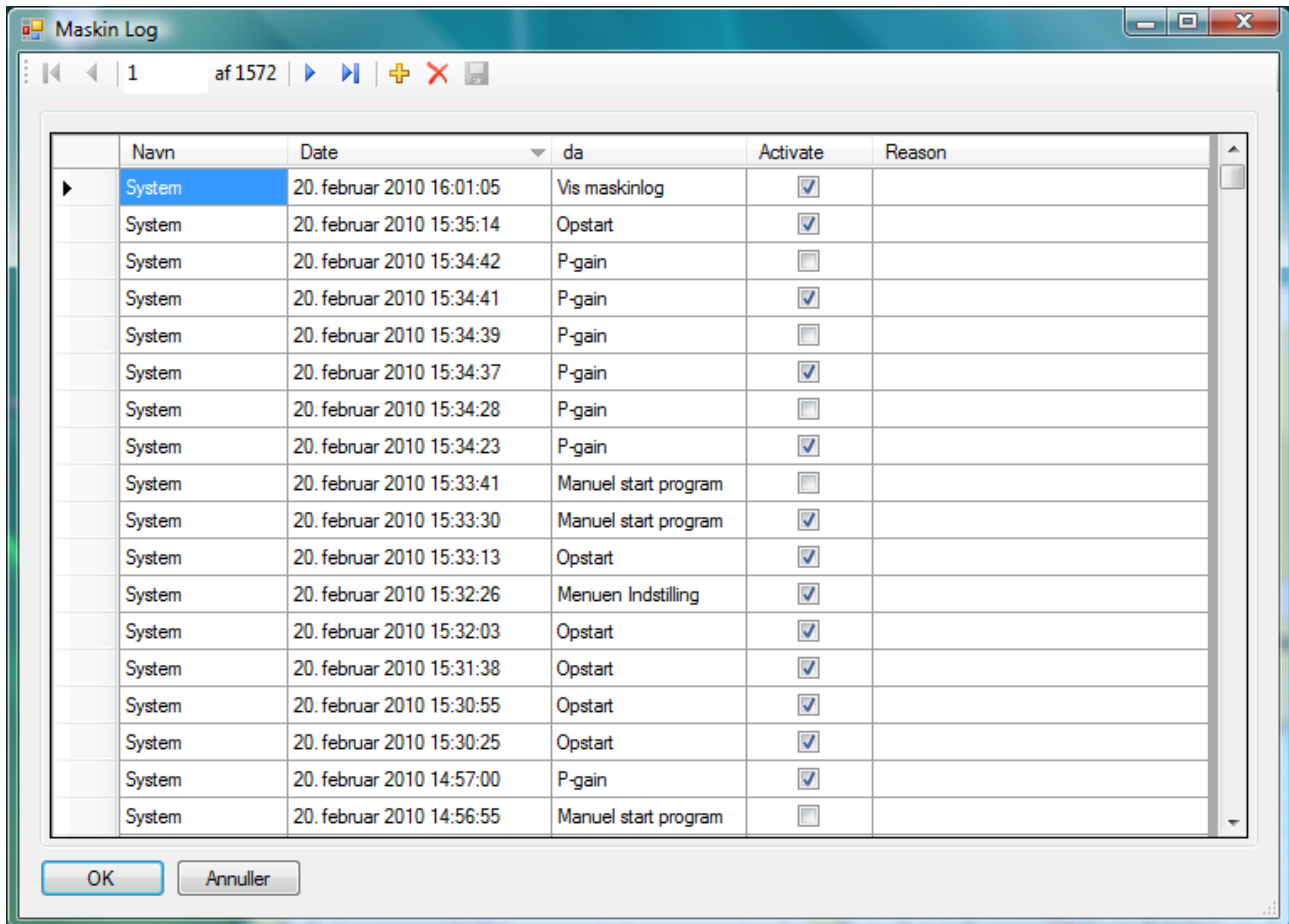 Maskin Log
1 af 1572
Navn Date da Activate Reason
System 20. februar 2010 16:01:05 Vis maskinlog
System 20. februar 2010 15:35:14 Opstart
System 20. februar 2010 15:34:42 P-gain
System 20. februar 2010 15:34:41 P-gain
System 20. februar 2010 15:34:39 P-gain
System 20. februar 2010 15:34:37 P-gain
System 20. februar 2010 15:34:28 P-gain
System 20. februar 2010 15:34:23 P-gain
System 20. februar 2010 15:33:41 Manuel start program
System 20. februar 2010 15:33:30 Manuel start program
System 20. februar 2010 15:33:13 Opstart
System 20. februar 2010 15:32:26 Menuen Indstilling
System 20. februar 2010 15:32:03 Opstart
System 20. februar 2010 15:31:38 Opstart
System 20. februar 2010 15:30:55 Opstart
System 20. februar 2010 15:30:25 Opstart
System 20. februar 2010 14:57:00 P-gain
System 20. februar 2010 14:56:55 Manuel start program
OK Annuller